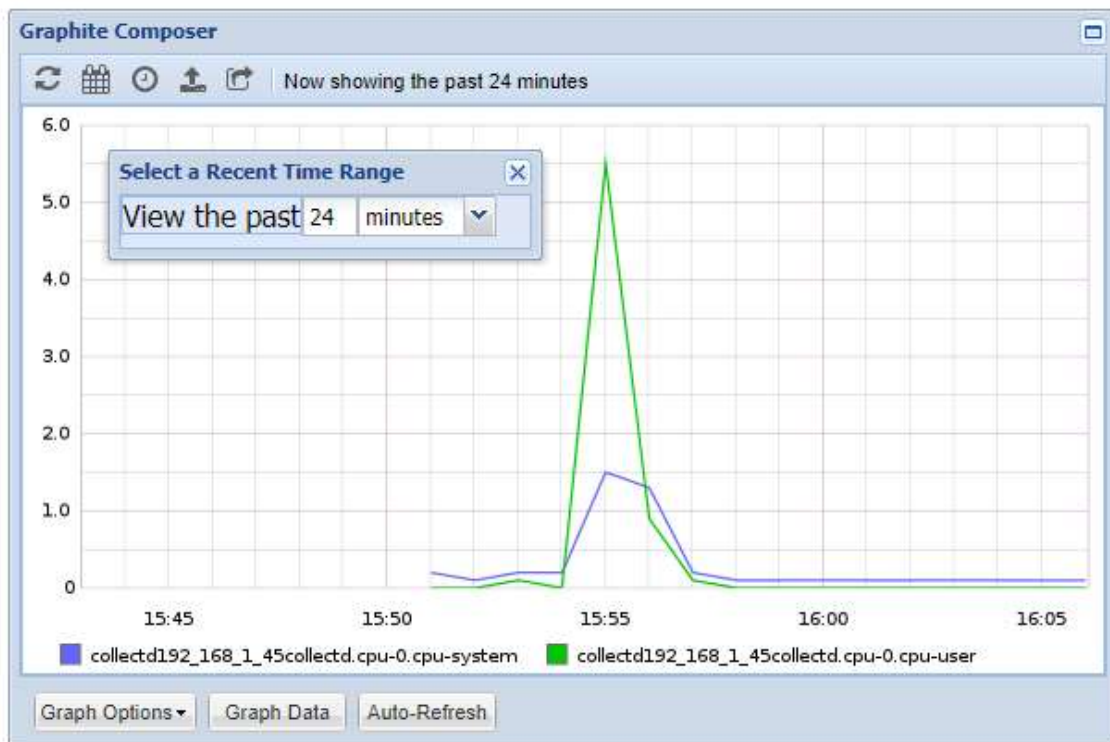 Graphite Composer
Now showing the past 24 minutes
6.0
Select a Recent Time Range
5.0
View the past 24 minutes
4.0
3.0
2.0
1.0
0
15:45 15:50 15:55 16:00 16:05
collectd192_168_1_45collectd.cpu-0.cpu-system collectd192_168_1_45collectd.cpu-0.cpu-user
Graph Options Graph Data Auto-Refresh